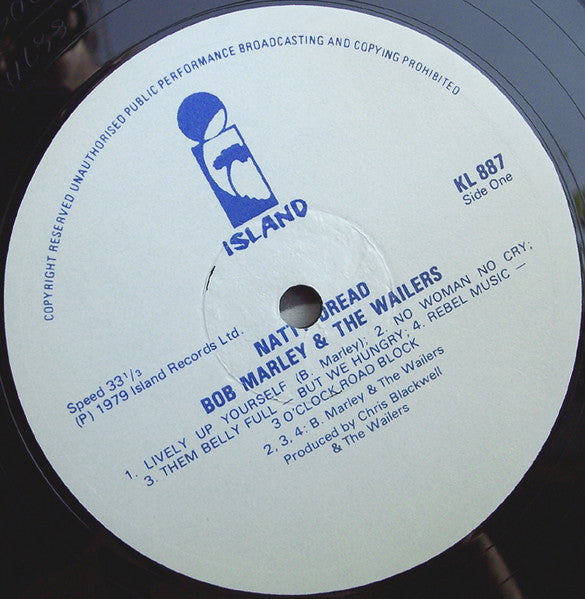 COPYRIGHT RESERVED UNAUTHORISED PUBLIC PERFORMANCE BROADCASTING AND COPYING PROHIBITED
ISLAND
KL 887
Side One
Speed 33 1/3
(P) 1979 Island Records Ltd.
NATTY DREAD
BOB MARLEY & THE WAILERS
1. LIVELY UP YOURSELF (B. Marley); 2. NO WOMAN NO CRY;
3. THEM BELLY FULL – BUT WE HUNGRY; 4. REBEL MUSIC –
3 O'CLOCK ROAD BLOCK
2, 3, 4: B. Marley & The Wailers
Produced by Chris Blackwell
& The Wailers